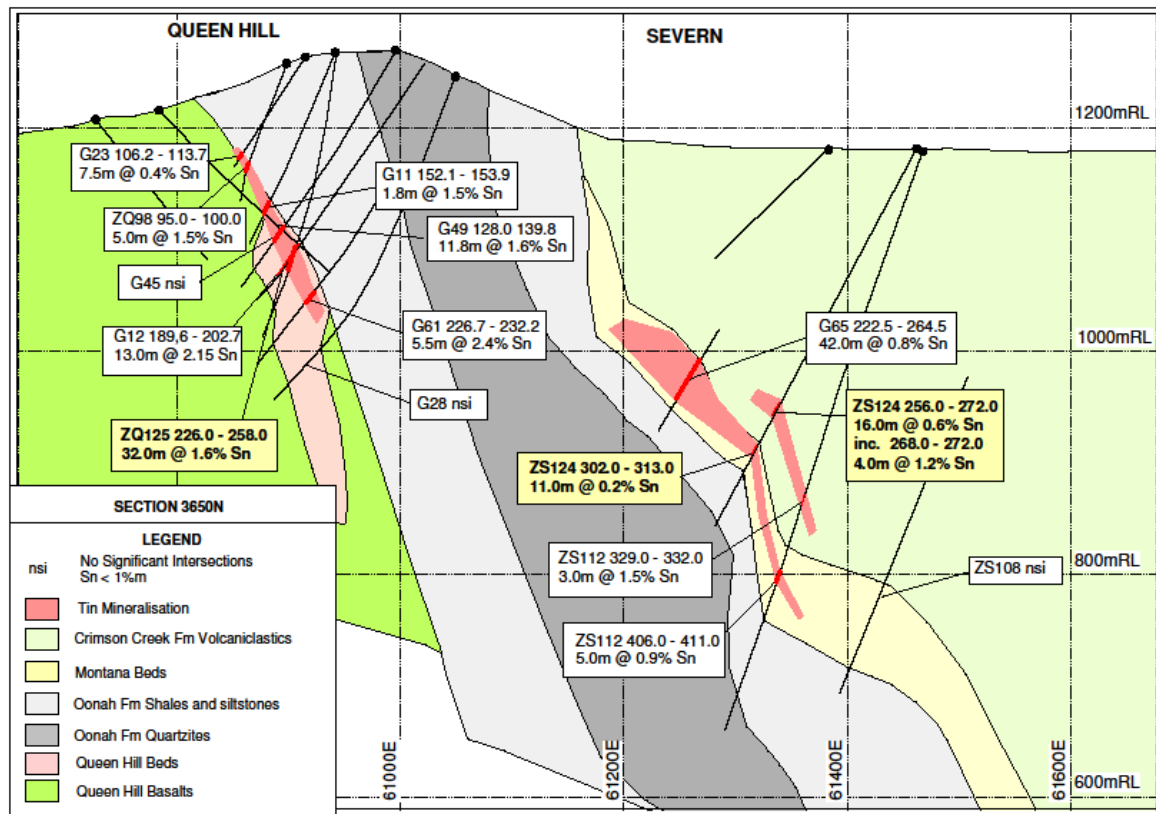 QUEEN HILL
SEVERN
1200mRL
G23 106.2 - 113.7
7.5m @ 0.4% Sn
G11 152.1 - 153.9
1.8m @ 1.5% Sn
ZQ98 95.0 - 100.0
5.0m @ 1.5% Sn
G49 128.0 139.8
11.8m @ 1.6% Sn
G45 nsi
G12 189,6 - 202.7
13.0m @ 2.15 Sn
G61 226.7 - 232.2
5.5m @ 2.4% Sn
G65 222.5 - 264.5
42.0m @ 0.8% Sn
1000mRL
G28 nsi
ZQ125 226.0 - 258.0
32.0m @ 1.6% Sn
ZS124 256.0 - 272.0
16.0m @ 0.6% Sn
inc. 268.0 - 272.0
4.0m @ 1.2% Sn
ZS124 302.0 - 313.0
11.0m @ 0.2% Sn
ZS112 329.0 - 332.0
3.0m @ 1.5% Sn
800mRL
ZS108 nsi
ZS112 406.0 - 411.0
5.0m @ 0.9% Sn
SECTION 3650N
LEGEND
nsi No Significant Intersections
Sn < 1%m
Tin Mineralisation
Crimson Creek Fm Volcaniclastics
Montana Beds
Oonah Fm Shales and siltstones
Oonah Fm Quartzites
Queen Hill Beds
Queen Hill Basalts
61000E
61200E
61400E
61600E
600mRL